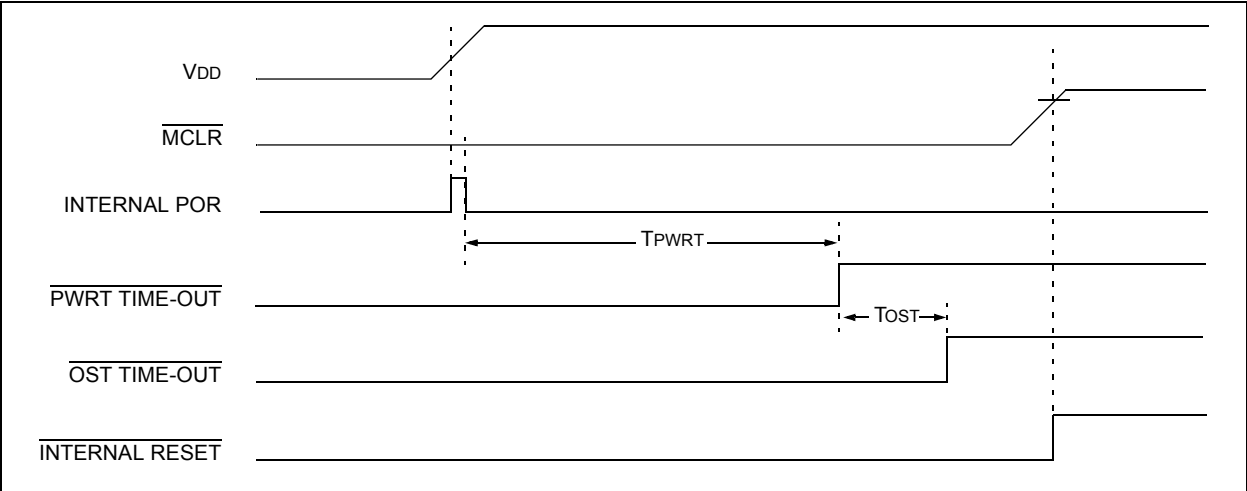 VDD
MCLR
INTERNAL POR
TPWRT
PWRT TIME-OUT
TOST
OST TIME-OUT
INTERNAL RESET